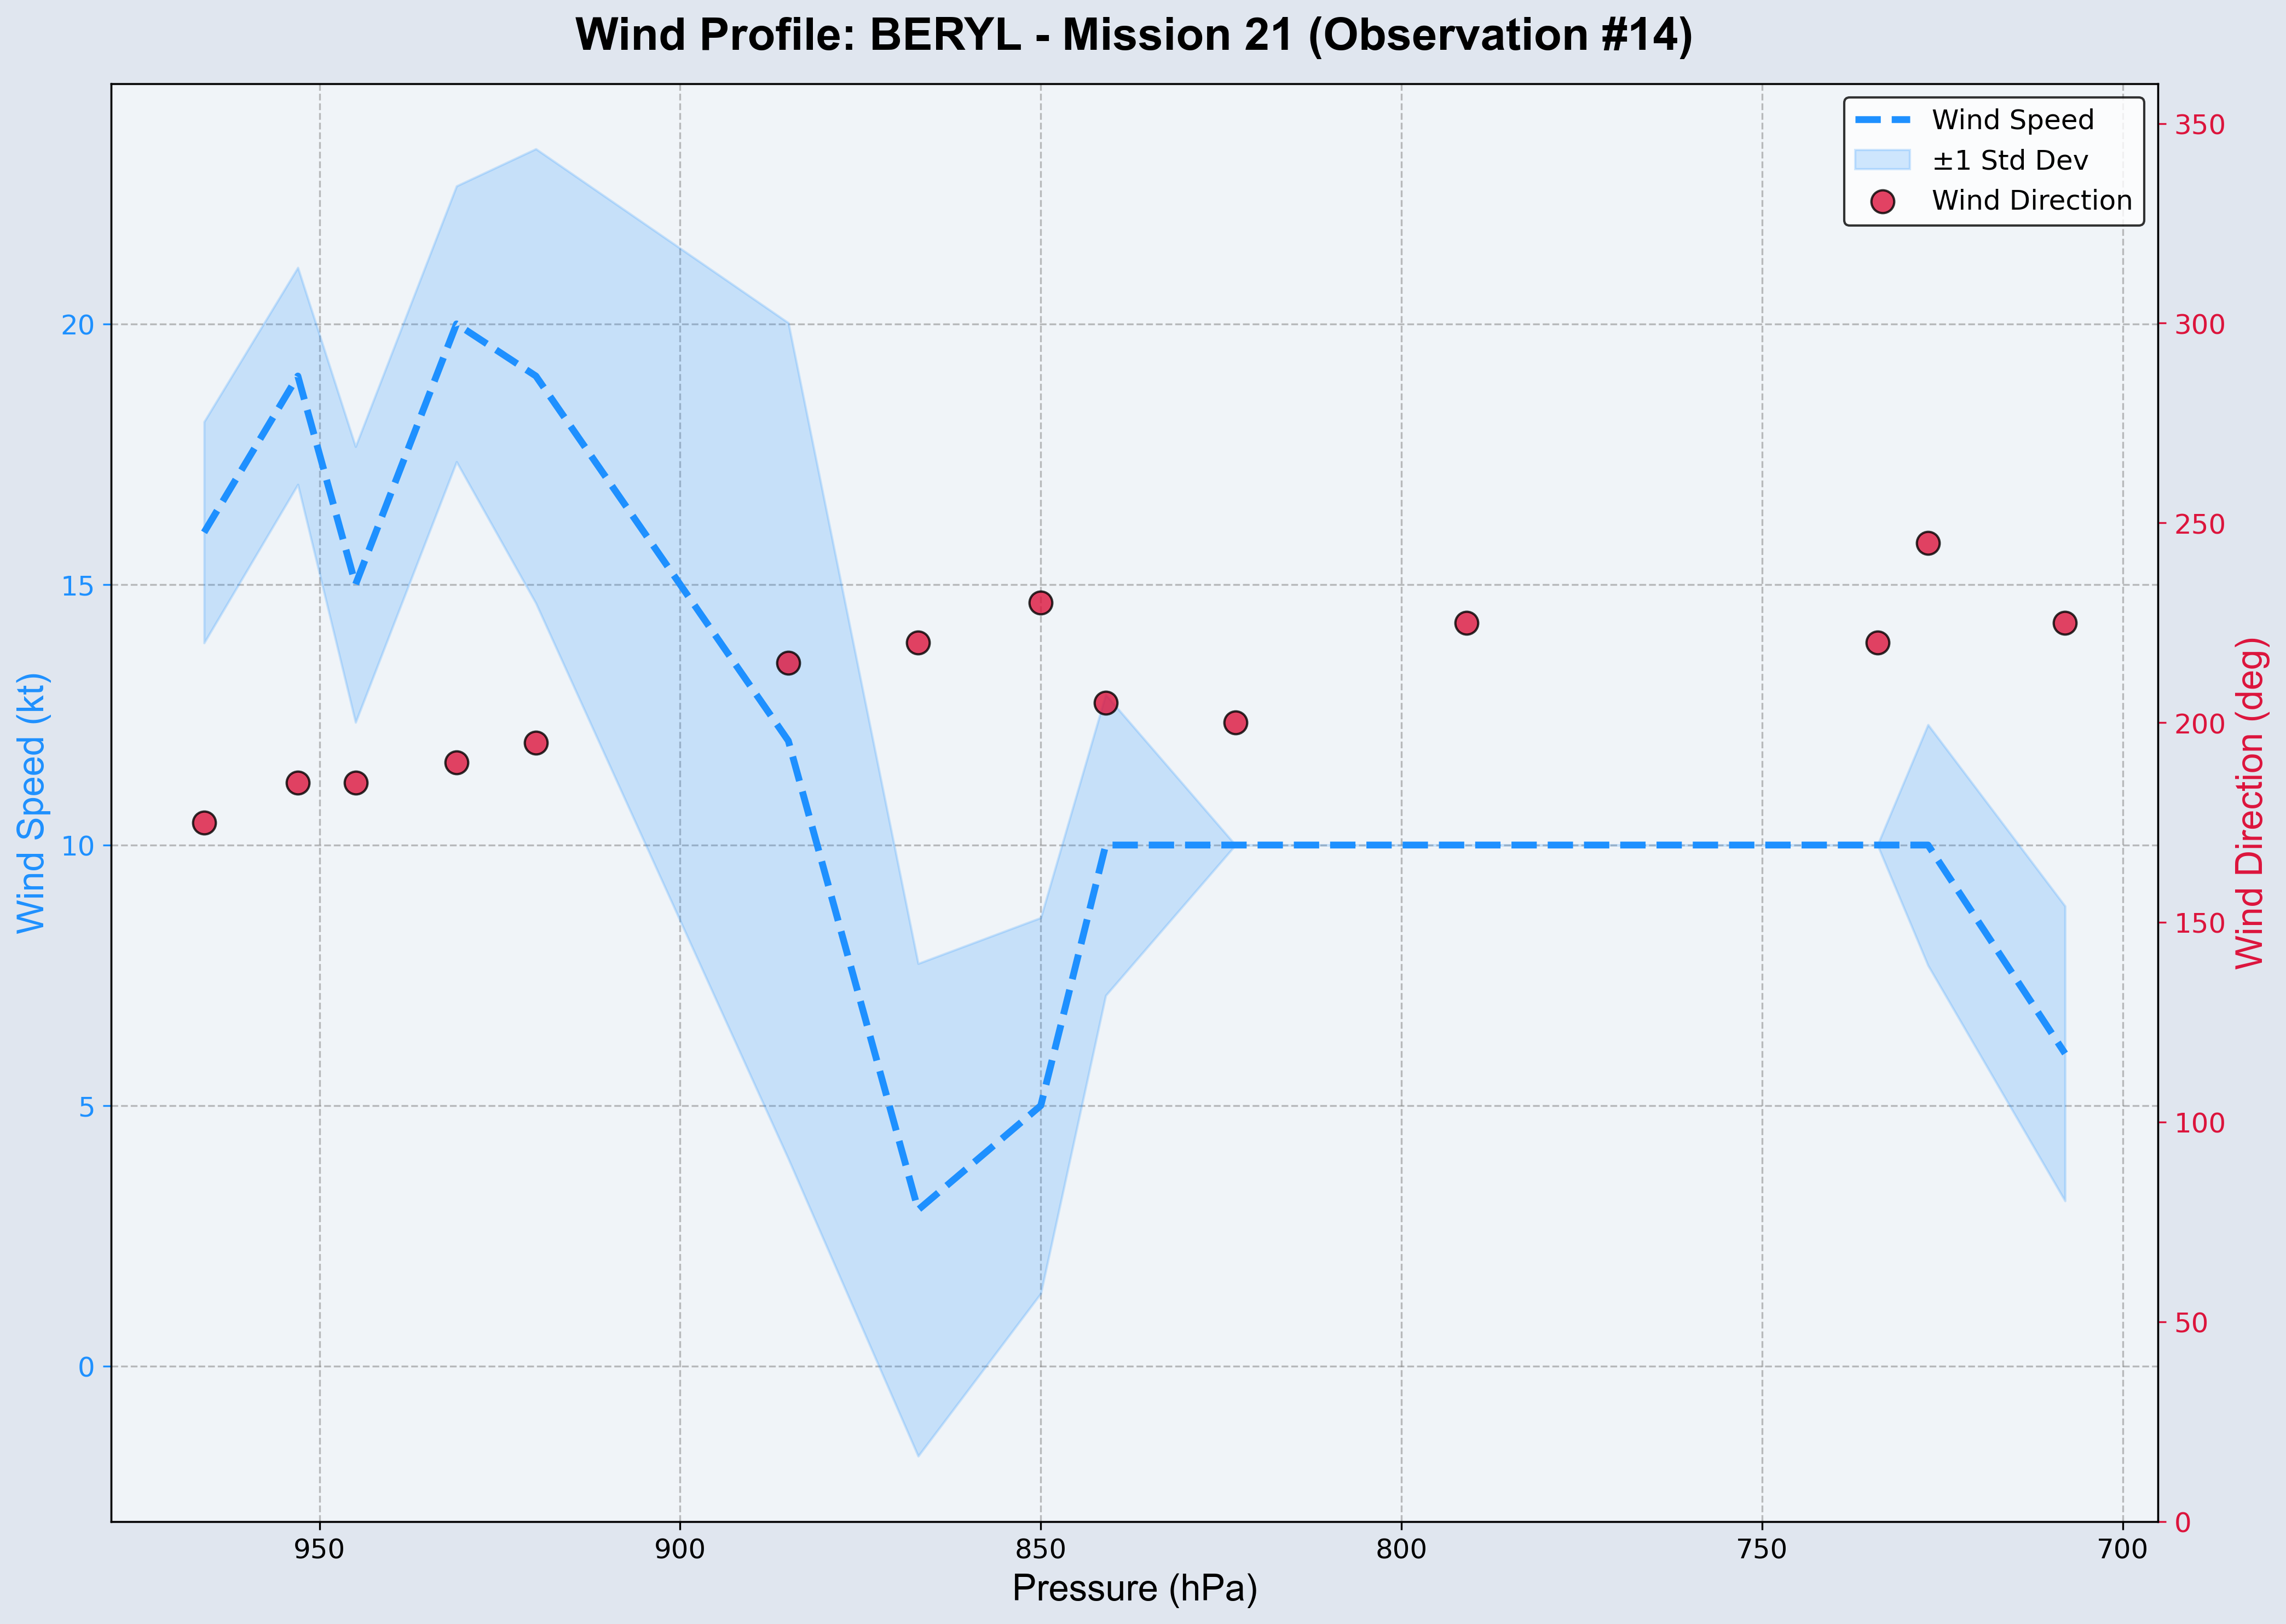 Wind Profile: BERYL - Mission 21 (Observation #14)
Wind Speed
±1 Std Dev
Wind Direction
Wind Speed (kt)
20
15
10
5
0
350
300
250
200
150
100
50
0
Wind Direction (deg)
950
900
850
800
750
700
Pressure (hPa)